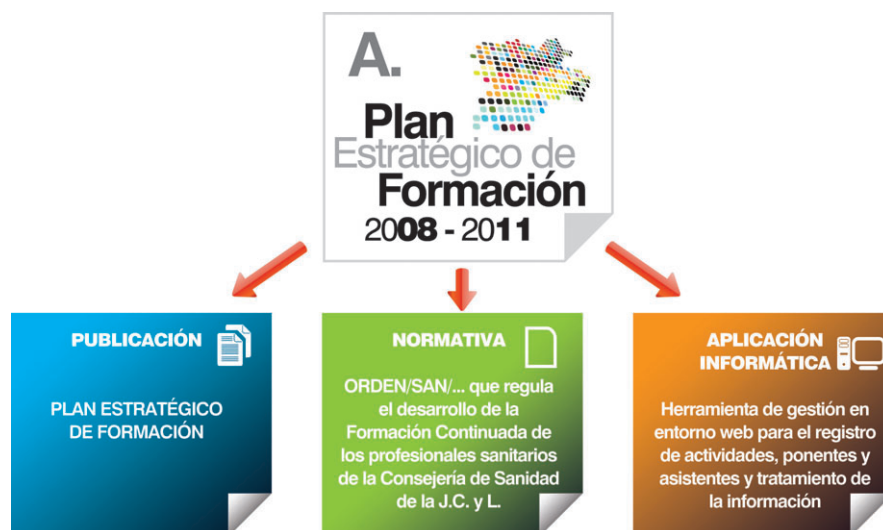 A.
Plan
Estratégico de
Formación
2008 - 2011
PUBLICACIÓN
PLAN ESTRATÉGICO
DE FORMACIÓN
NORMATIVA
ORDEN/SAN/... que regula
el desarrollo de la
Formación Continuada de
los profesionales sanitarios
de la Consejería de Sanidad
de la J.C. y L.
APLICACIÓN
INFORMÁTICA
Herramienta de gestión en
entorno web para el registro
de actividades, ponentes y
asistentes y tratamiento de
la información